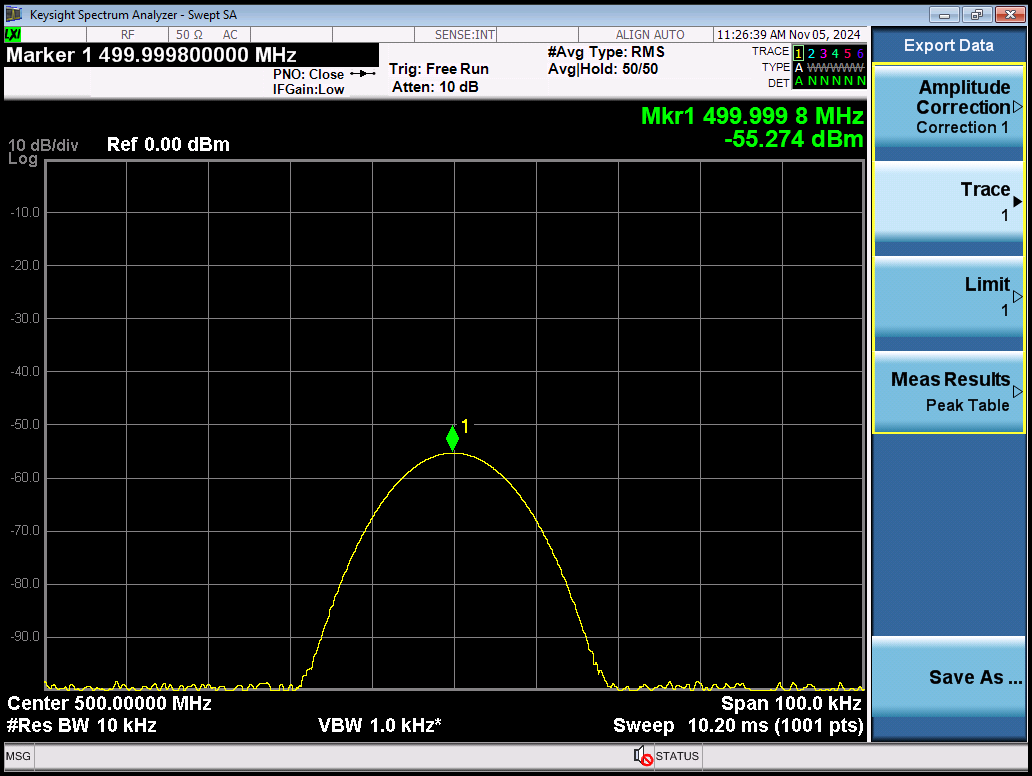 Keysight Spectrum Analyzer - Swept SA
LXI RF 50 Ω AC SENSE:INT ALIGN AUTO 11:26:39 AM Nov 05, 2024
Marker 1 499.999800000 MHz
PNO: Close
IFGain:Low
Trig: Free Run
Atten: 10 dB
#Avg Type: RMS
Avg|Hold: 50/50
TRACE 1 2 3 4 5 6
TYPE A W W W W W
DET A N N N N N
Mkr1 499.999 8 MHz
-55.274 dBm
10 dB/div
Log
Ref 0.00 dBm
-10.0
-20.0
-30.0
-40.0
-50.0
-60.0
-70.0
-80.0
-90.0
1
Center 500.00000 MHz
Span 100.0 kHz
#Res BW 10 kHz
VBW 1.0 kHz*
Sweep 10.20 ms (1001 pts)
MSG
STATUS
Export Data
Amplitude
Correction
Correction 1
Trace
1
Limit
1
Meas Results
Peak Table
Save As ...